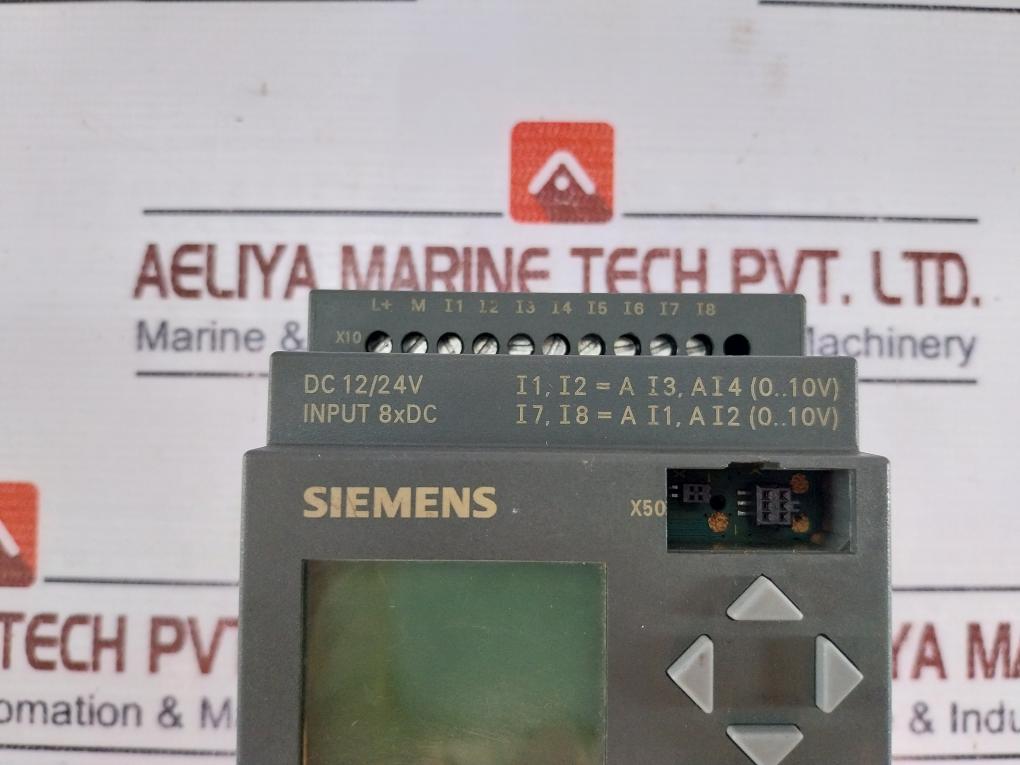 AELIYA MARINE TECH PVT. LTD.
Marine & achinery
L+ M I1 I2 I3 I4 I5 I6 I7 I8
X10
DC 12/24V I1, I2 = A I3, A I4 (0..10V)
INPUT 8xDC I7, I8 = A I1, A I2 (0..10V)
SIEMENS
X50
TECH PV YA MA
omation & M & Indu